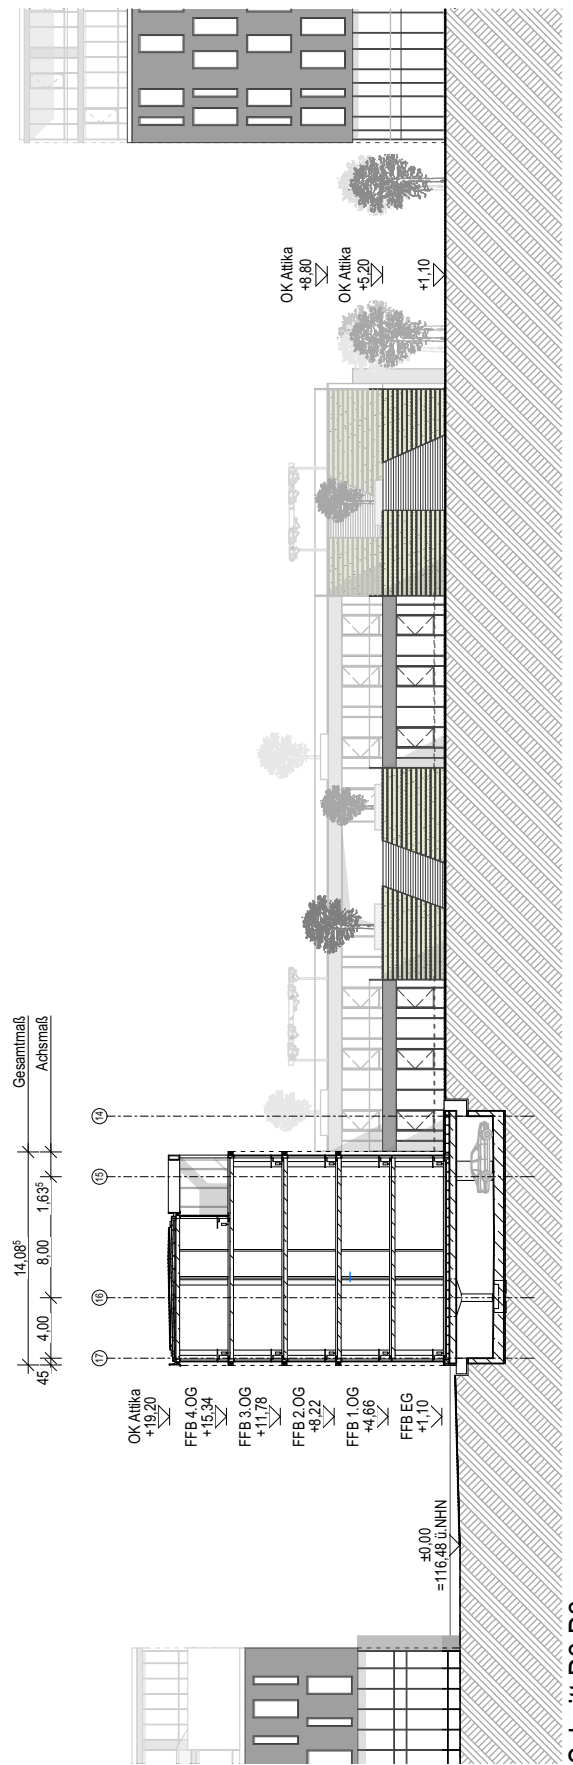 Gesamtmaß
Achsmaß
14,08⁵
45
4,00
8,00
1,63⁵
17
16
15
14
OK Attika
+19,20
FFB 4.OG
+15,34
FFB 3.OG
+11,78
FFB 2.OG
+8,22
FFB 1.OG
+4,66
FFB EG
+1,10
±0,00
=116,48 ü.NHN
OK Attika
+8,80
OK Attika
+5,20
+1,10